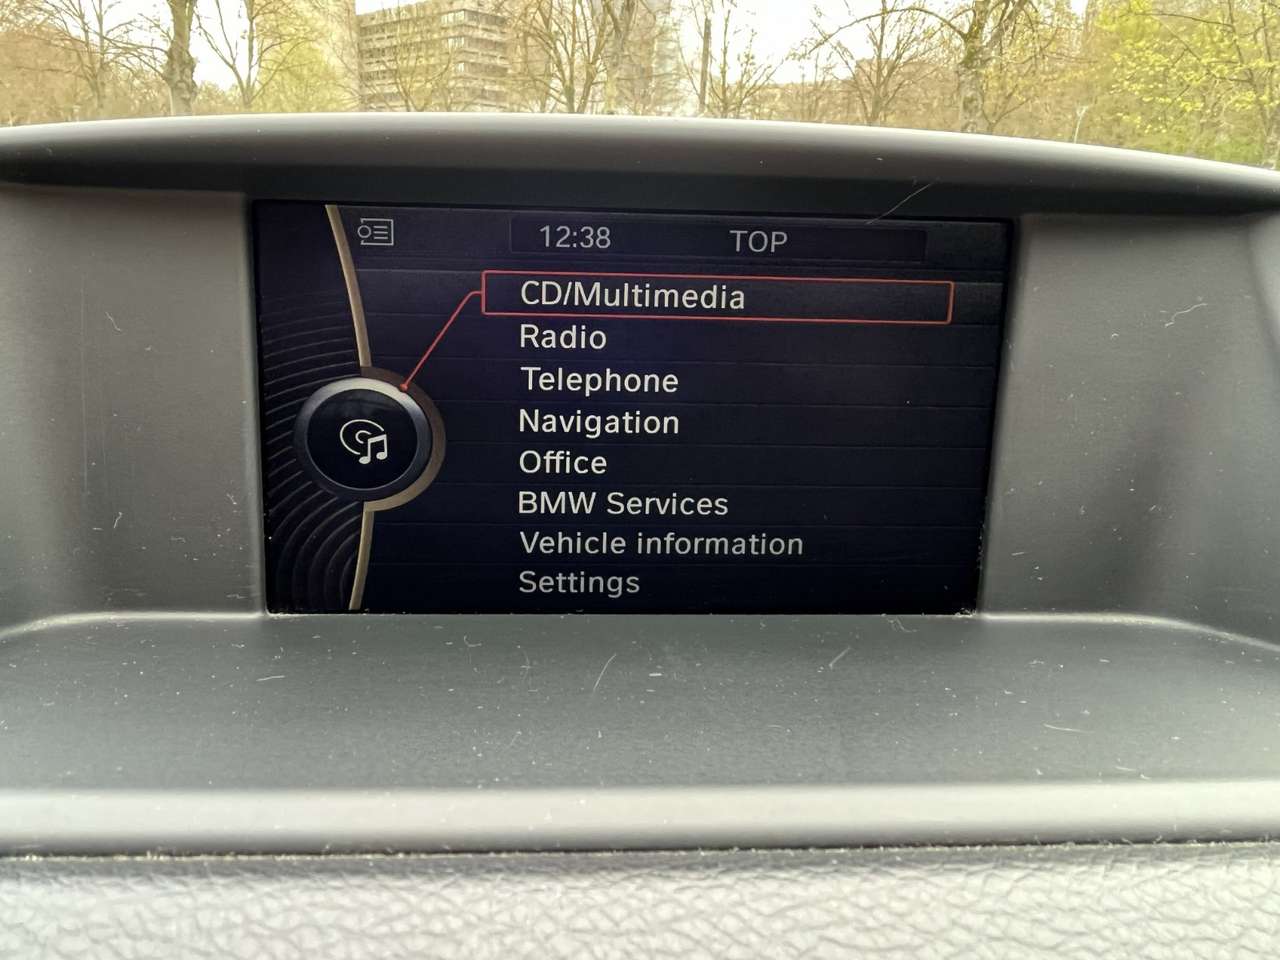 12:38 TOP
CD/Multimedia
Radio
Telephone
Navigation
Office
BMW Services
Vehicle information
Settings